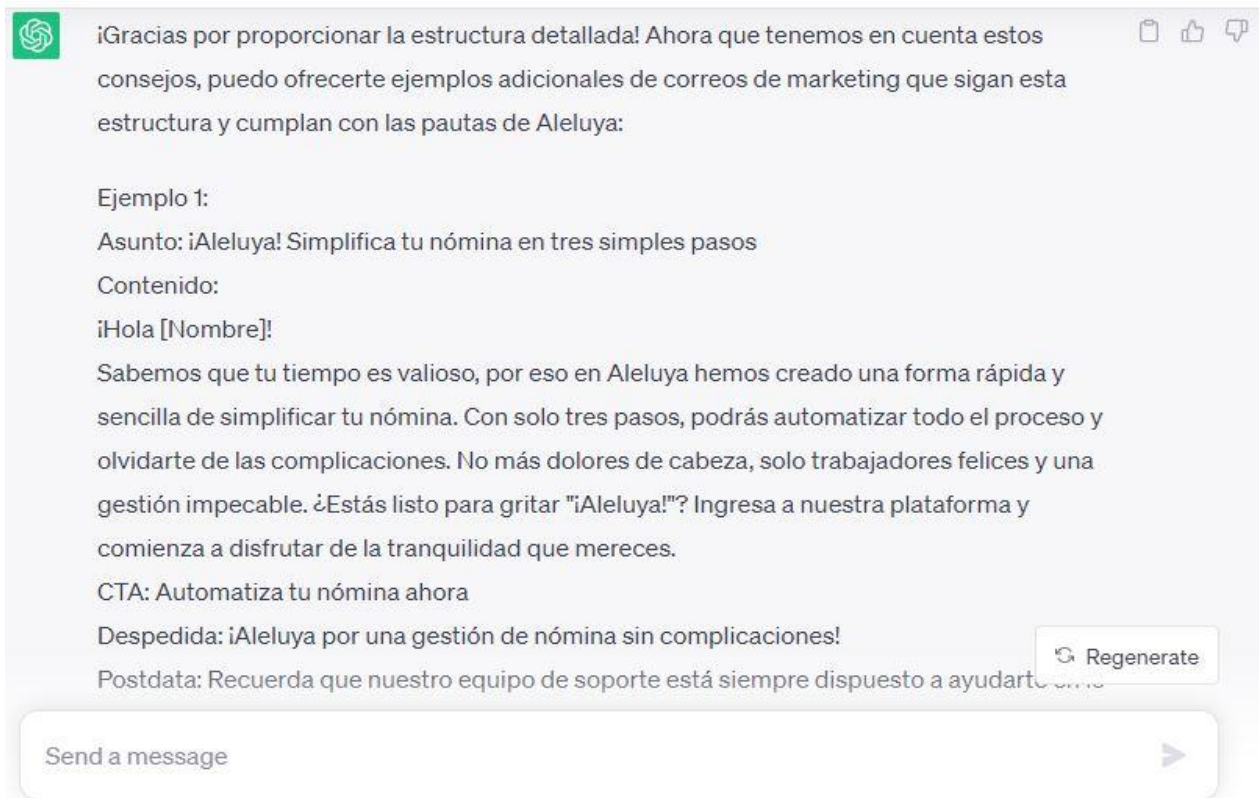 ¡Gracias por proporcionar la estructura detallada! Ahora que tenemos en cuenta estos
consejos, puedo ofrecerte ejemplos adicionales de correos de marketing que sigan esta
estructura y cumplan con las pautas de Aleluya:
Ejemplo 1:
Asunto: ¡Aleluya! Simplifica tu nómina en tres simples pasos
Contenido:
¡Hola [Nombre]!
Sabemos que tu tiempo es valioso, por eso en Aleluya hemos creado una forma rápida y
sencilla de simplificar tu nómina. Con solo tres pasos, podrás automatizar todo el proceso y
olvidarte de las complicaciones. No más dolores de cabeza, solo trabajadores felices y una
gestión impecable. ¿Estás listo para gritar "¡Aleluya!"? Ingresa a nuestra plataforma y
comienza a disfrutar de la tranquilidad que mereces.
CTA: Automatiza tu nómina ahora
Despedida: ¡Aleluya por una gestión de nómina sin complicaciones!
Regenerate
Postdata: Recuerda que nuestro equipo de soporte está siempre dispuesto a
Send a message